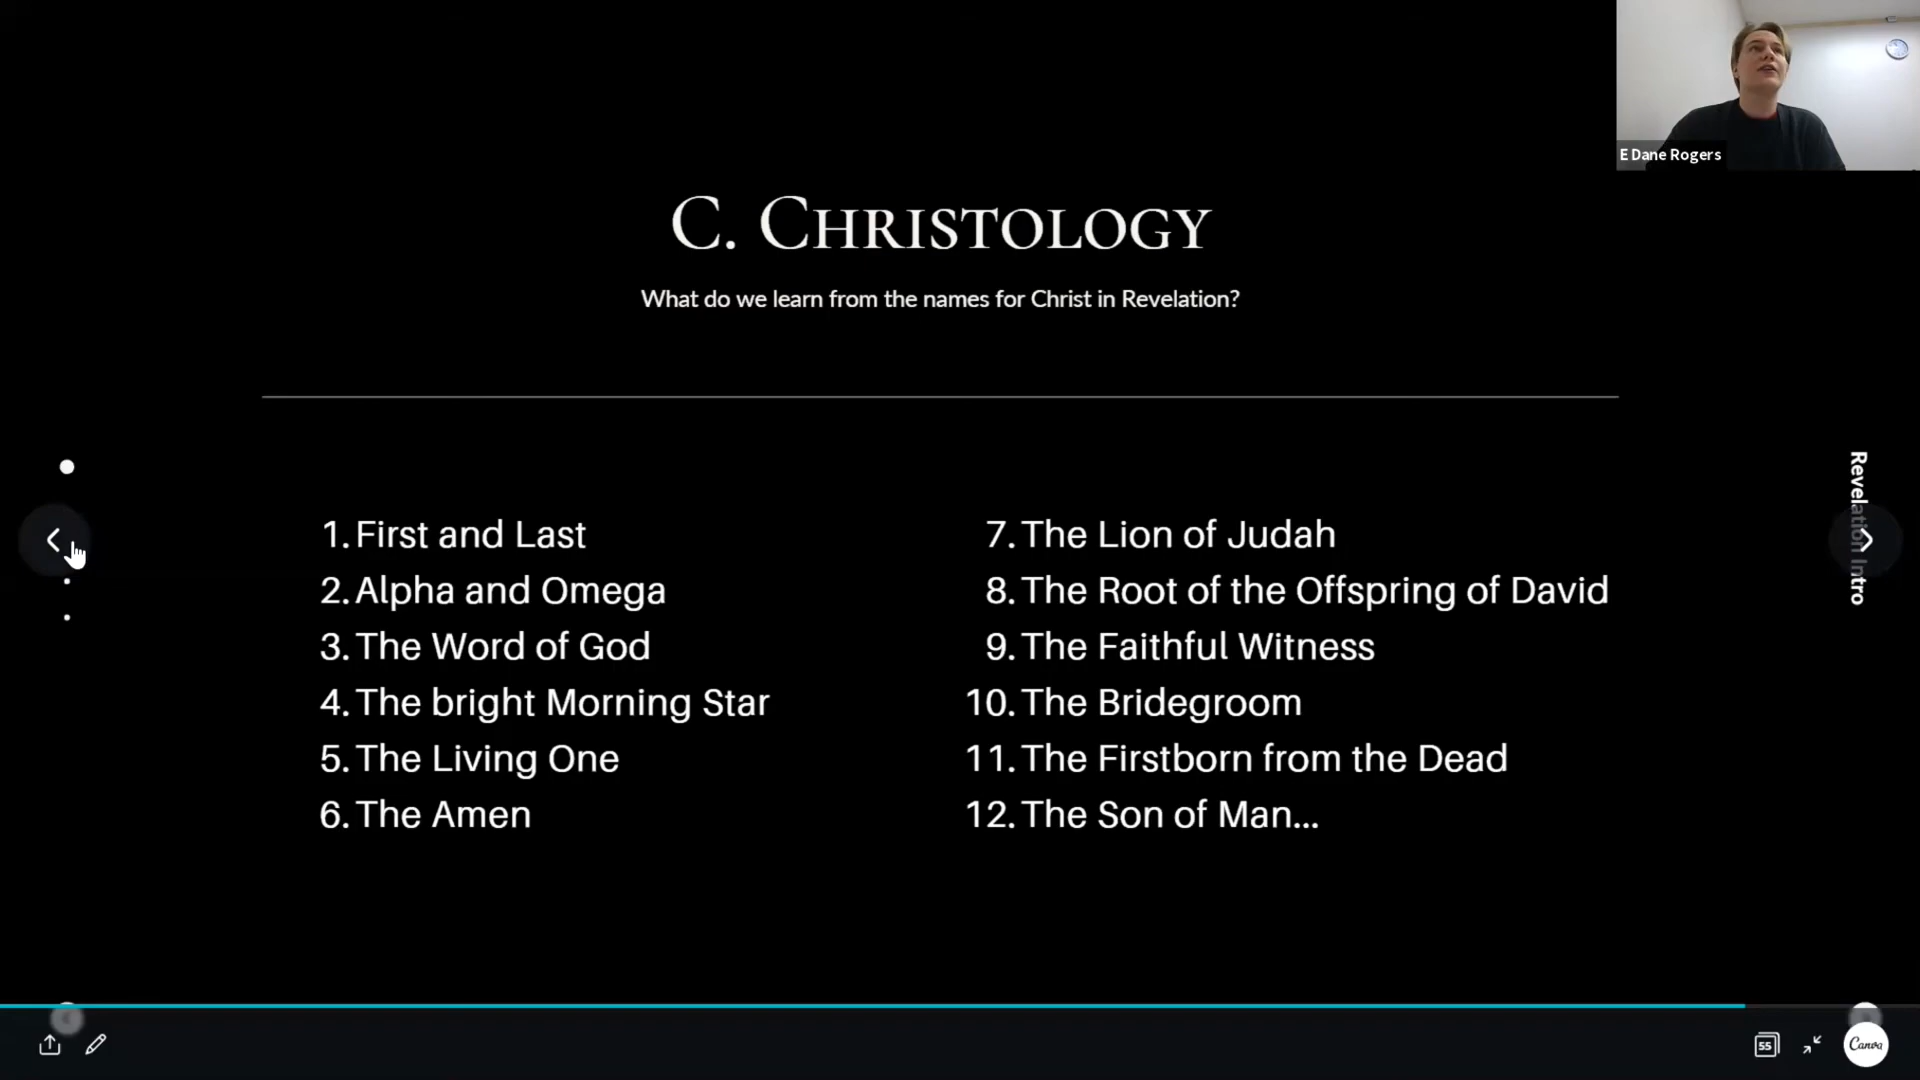 E Dane Rogers
C. CHRISTOLOGY
What do we learn from the names for Christ in Revelation?
1. First and Last
2. Alpha and Omega
3. The Word of God
4. The bright Morning Star
5. The Living One
6. The Amen
7. The Lion of Judah
8. The Root of the Offspring of David
9. The Faithful Witness
10. The Bridegroom
11. The Firstborn from the Dead
12. The Son of Man...
Revelation Intro
55
Canva